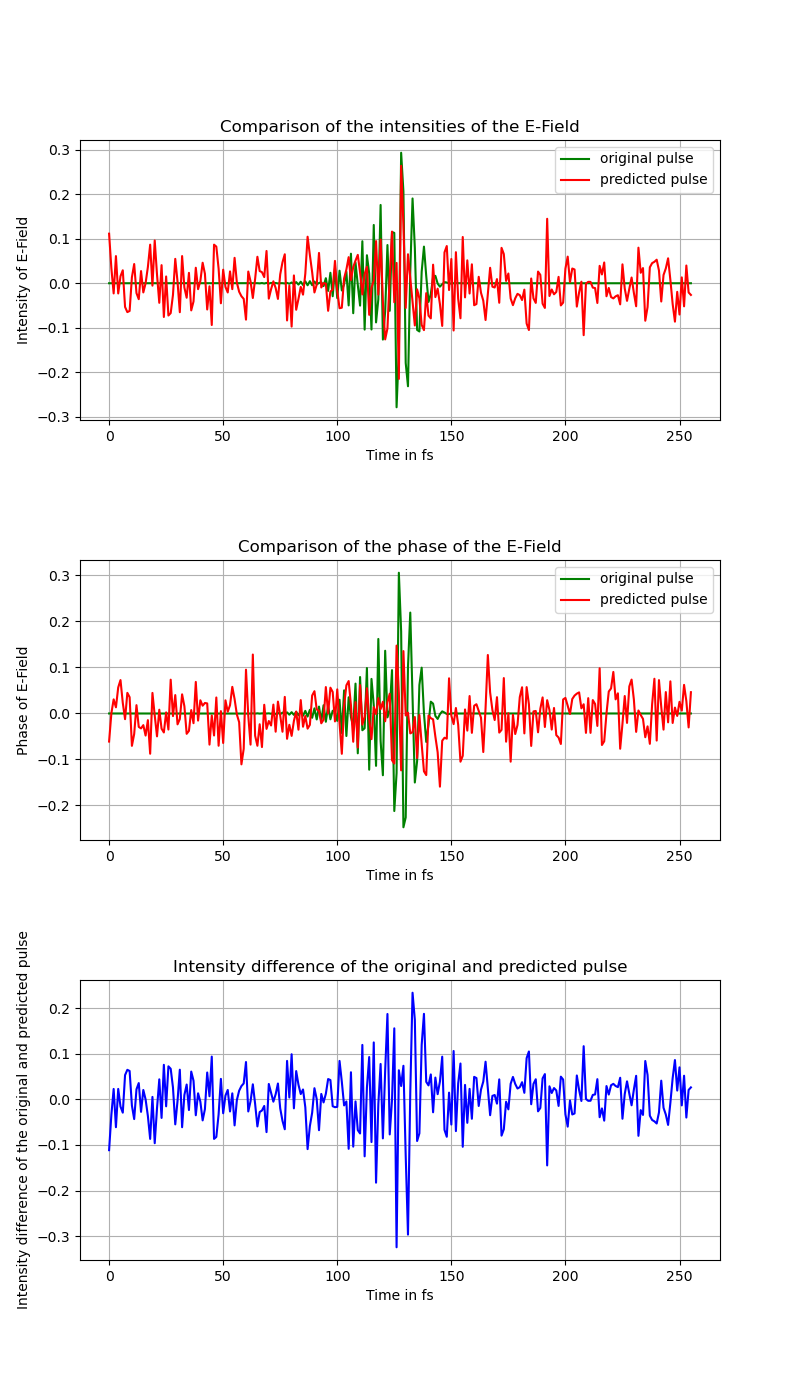 Comparison of the intensities of the E-Field
Intensity of E-Field
0.3
0.2
0.1
0.0
−0.1
−0.2
−0.3
original pulse
predicted pulse
0 50 100 150 200 250
Time in fs
Comparison of the phase of the E-Field
Phase of E-Field
0.3
0.2
0.1
0.0
−0.1
−0.2
original pulse
predicted pulse
0 50 100 150 200 250
Time in fs
Intensity difference of the original and predicted pulse
Intensity difference of the original and predicted pulse
0.2
0.1
0.0
−0.1
−0.2
−0.3
0 50 100 150 200 250
Time in fs